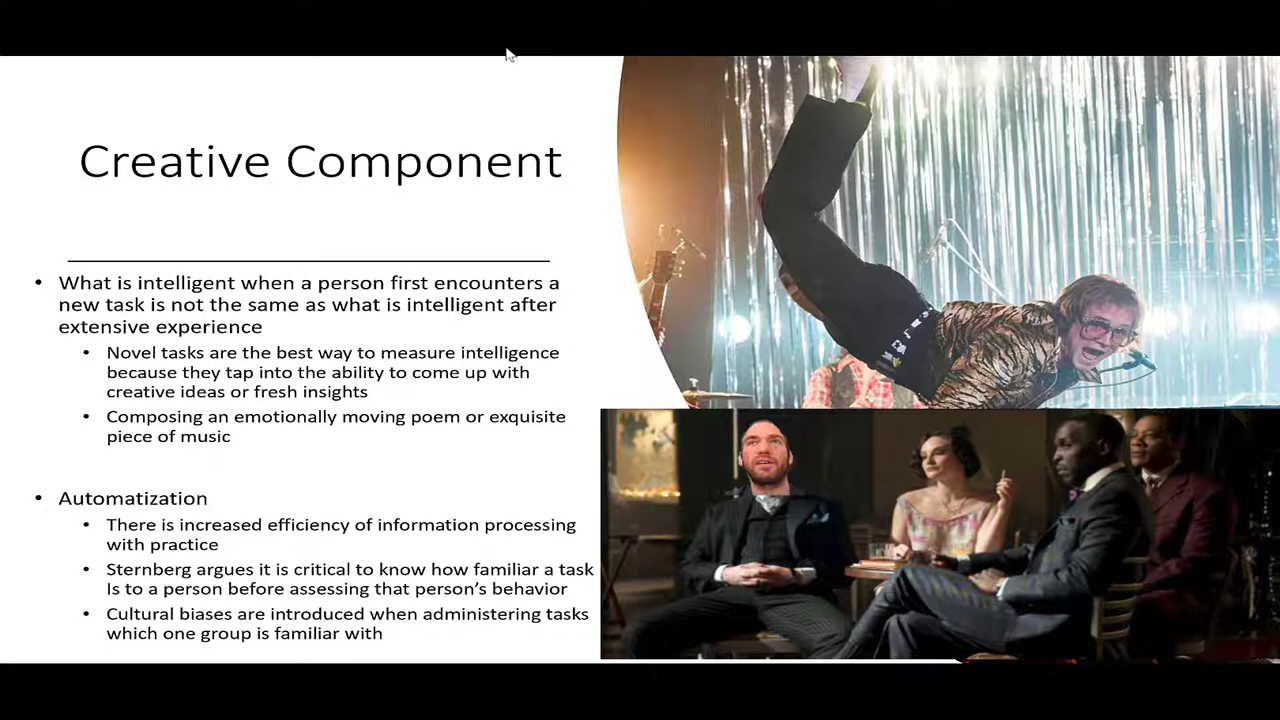 Creative Component
• What is intelligent when a person first encounters a
new task is not the same as what is intelligent after
extensive experience
• Novel tasks are the best way to measure intelligence
because they tap into the ability to come up with
creative ideas or fresh insights
• Composing an emotionally moving poem or exquisite
piece of music
• Automatization
• There is increased efficiency of information processing
with practice
• Sternberg argues it is critical to know how familiar a task
Is to a person before assessing that person’s behavior
• Cultural biases are introduced when administering tasks
which one group is familiar with